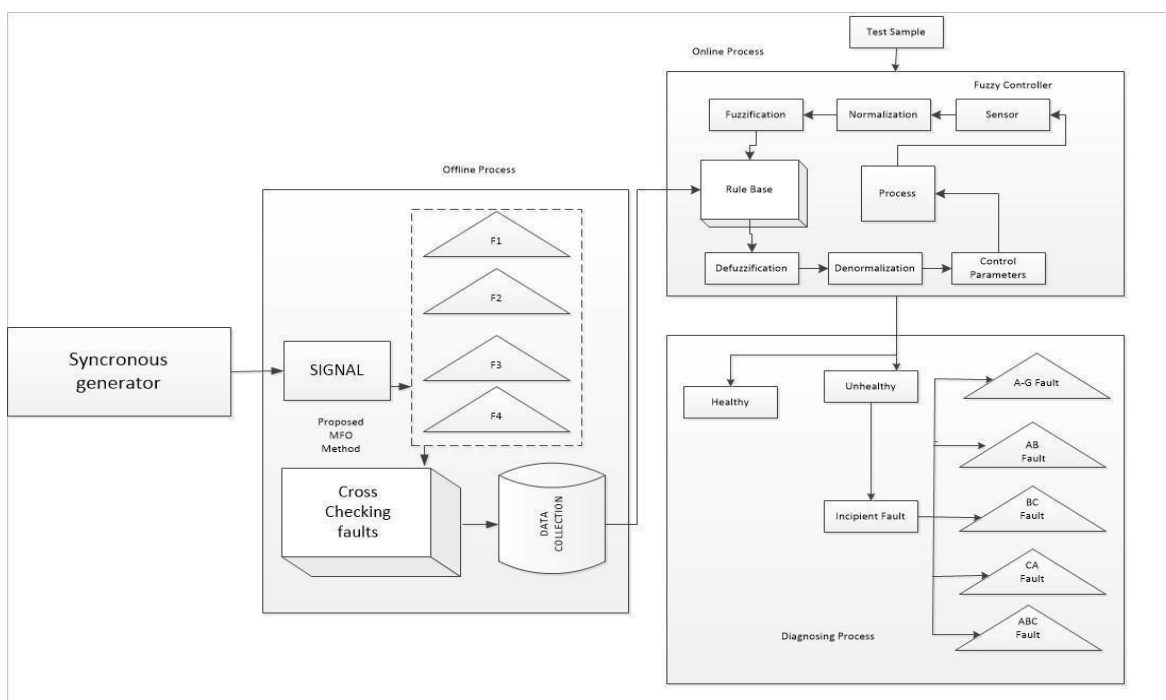 Test Sample
Online Process
Fuzzy Controller
Fuzzification
Normalization
Sensor
Offline Process
Rule Base
Process
F1
Defuzzification
Denormalization
Control
Parameters
F2
Syncronous
generator
SIGNAL
F3
Proposed
MFO
Method
F4
Healthy
Unhealthy
A-G Fault
AB
Fault
Cross
Checking
faults
DATA
COLLECTION
Incipient Fault
BC
Fault
CA
Fault
Diagnosing Process
ABC
Fault